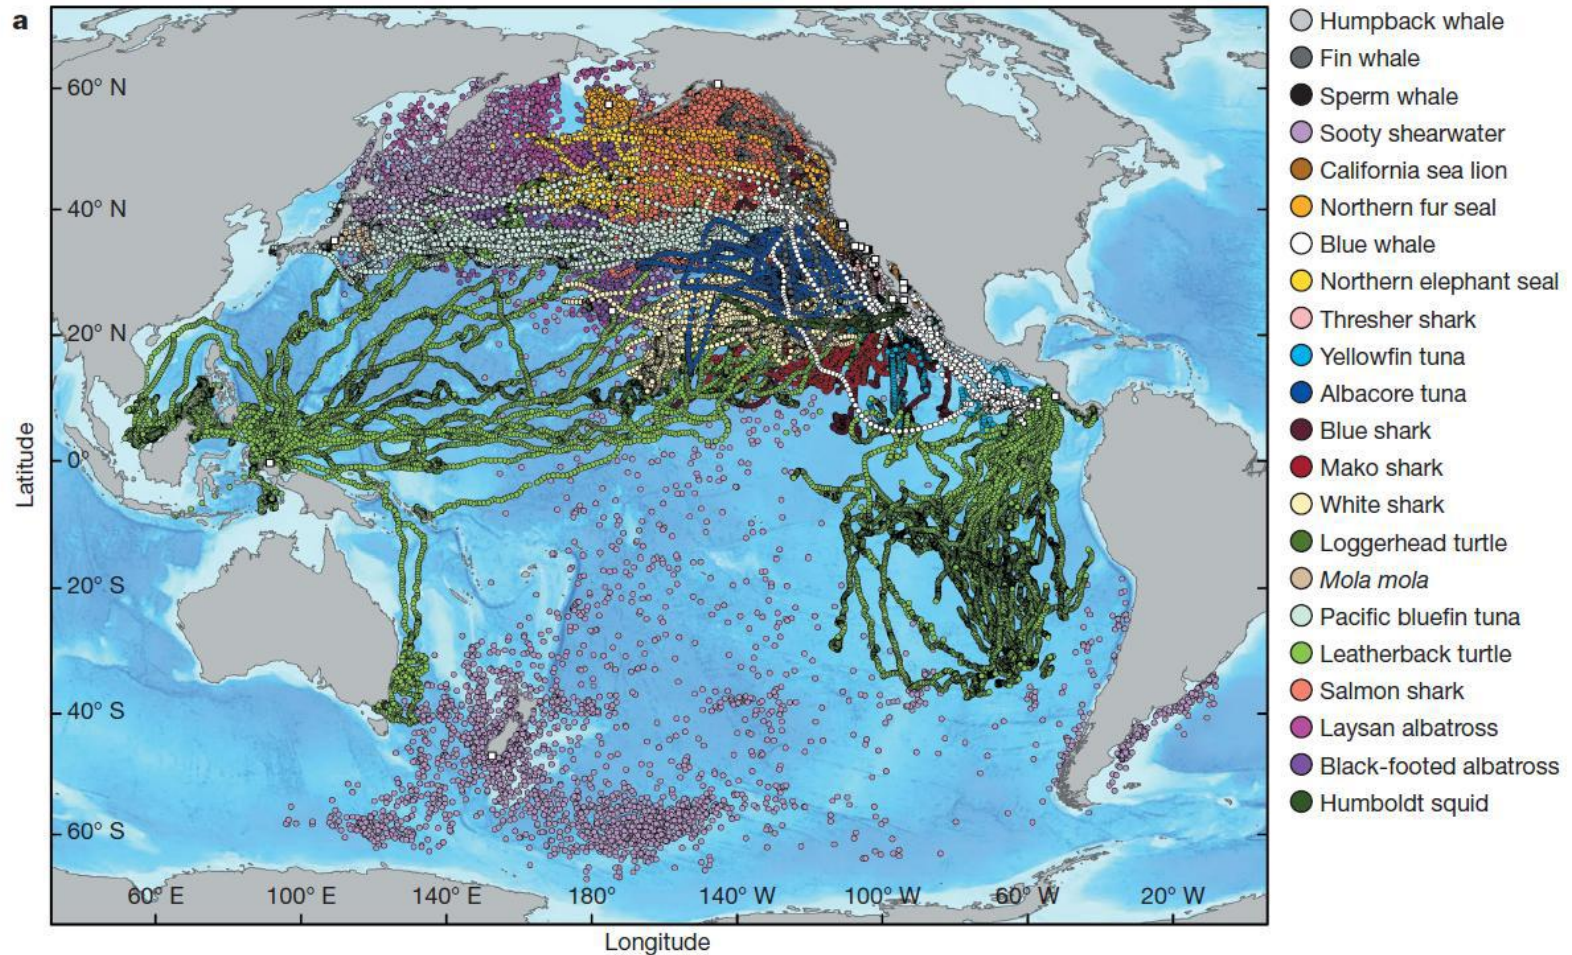 a
60° N
40° N
20° N
0°
20° S
40° S
60° S
60° E
100° E
140° E
180°
140° W
100° W
60° W
20° W
Latitude
Longitude
Humpback whale
Fin whale
Sperm whale
Sooty shearwater
California sea lion
Northern fur seal
Blue whale
Northern elephant seal
Thresher shark
Yellowfin tuna
Albacore tuna
Blue shark
Mako shark
White shark
Loggerhead turtle
Mola mola
Pacific bluefin tuna
Leatherback turtle
Salmon shark
Laysan albatross
Black-footed albatross
Humboldt squid